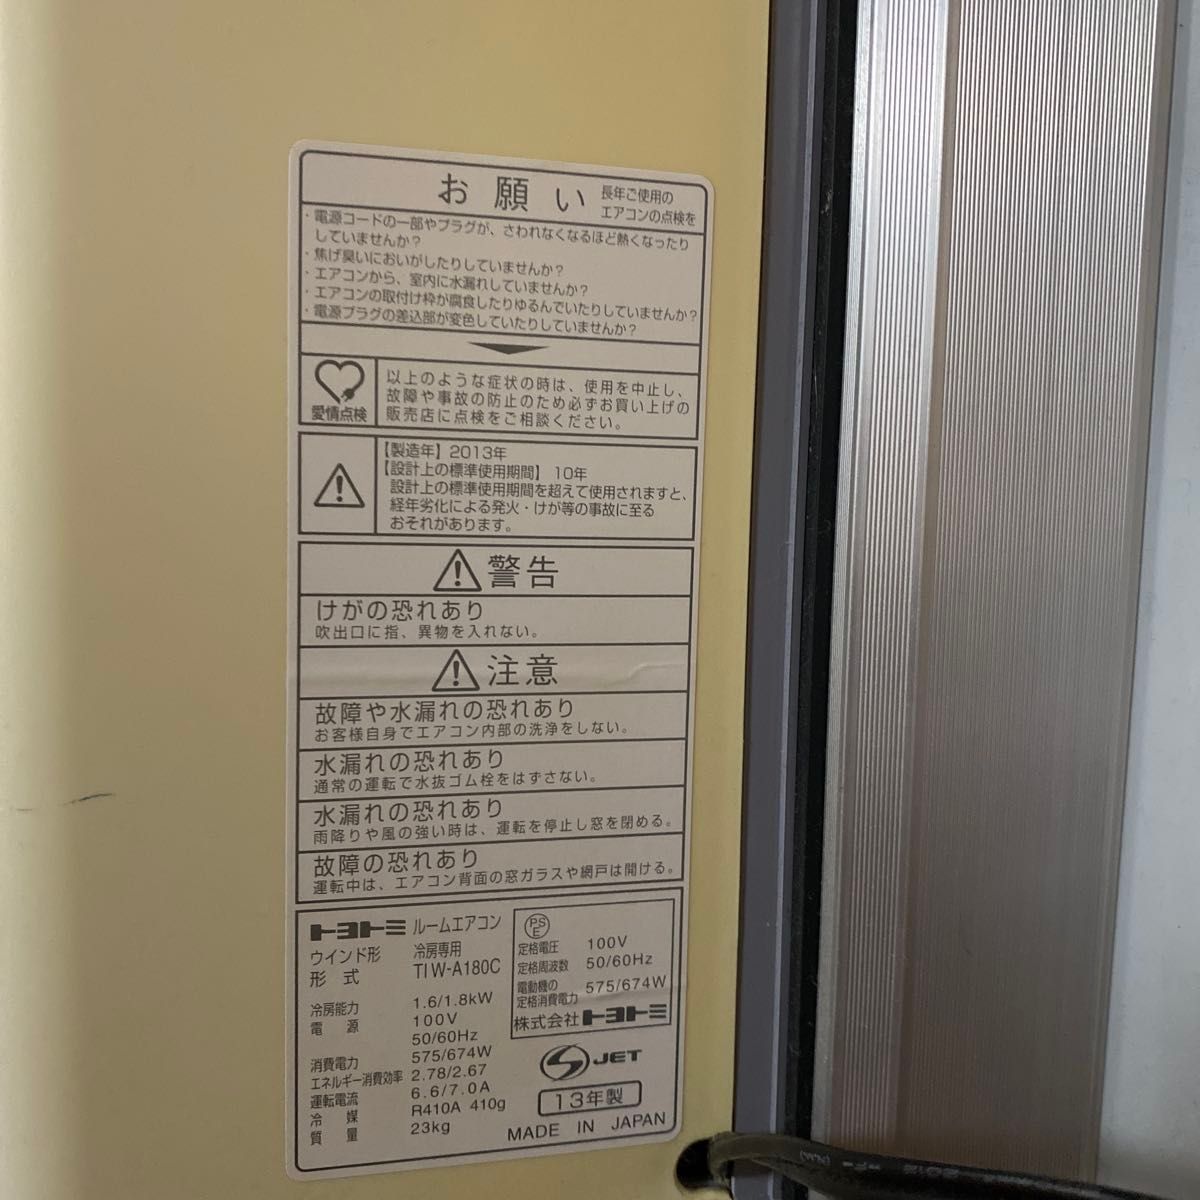 お願い 長年ご使用の
エアコンの点検を
・電源コードの一部やプラグが、さわれなくなるほど熱くなったり
していませんか?
・焦げ臭いにおいがしたりしていませんか?
・エアコンから、室内に水漏れしていませんか?
・エアコンの取付け枠が腐食したりゆるんでいたりしていませんか?
・電源プラグの差込部が変色していたりしていませんか?
愛情点検
以上のような症状の時は、使用を中止し、
故障や事故の防止のため必ずお買い上げの
販売店に点検をご相談ください。
【製造年】2013年
【設計上の標準使用期間】 10年
設計上の標準使用期間を超えて使用されますと、
経年劣化による発火・けが等の事故に至る
おそれがあります。
警告
けがの恐れあり
吹出口に指、異物を入れない。
注意
故障や水漏れの恐れあり
お客様自身でエアコン内部の洗浄をしない。
水漏れの恐れあり
通常の運転で水抜ゴム栓をはずさない。
水漏れの恐れあり
雨降りや風の強い時は、運転を停止し窓を閉める。
故障の恐れあり
運転中は、エアコン背面の窓ガラスや網戸は開ける。
トヨトミ ルームエアコン
ウインド形 冷房専用
形式 TIW-A180C
冷房能力 1.6/1.8kW
電源 100V
50/60Hz
消費電力 575/674W
エネルギー消費効率 2.78/2.67
運転電流 6.6/7.0A
冷媒 R410A 410g
質量 23kg
PSE
定格電圧 100V
定格周波数 50/60Hz
電動機の
定格消費電力 575/674W
株式会社トヨトミ
S JET
13年製
MADE IN JAPAN